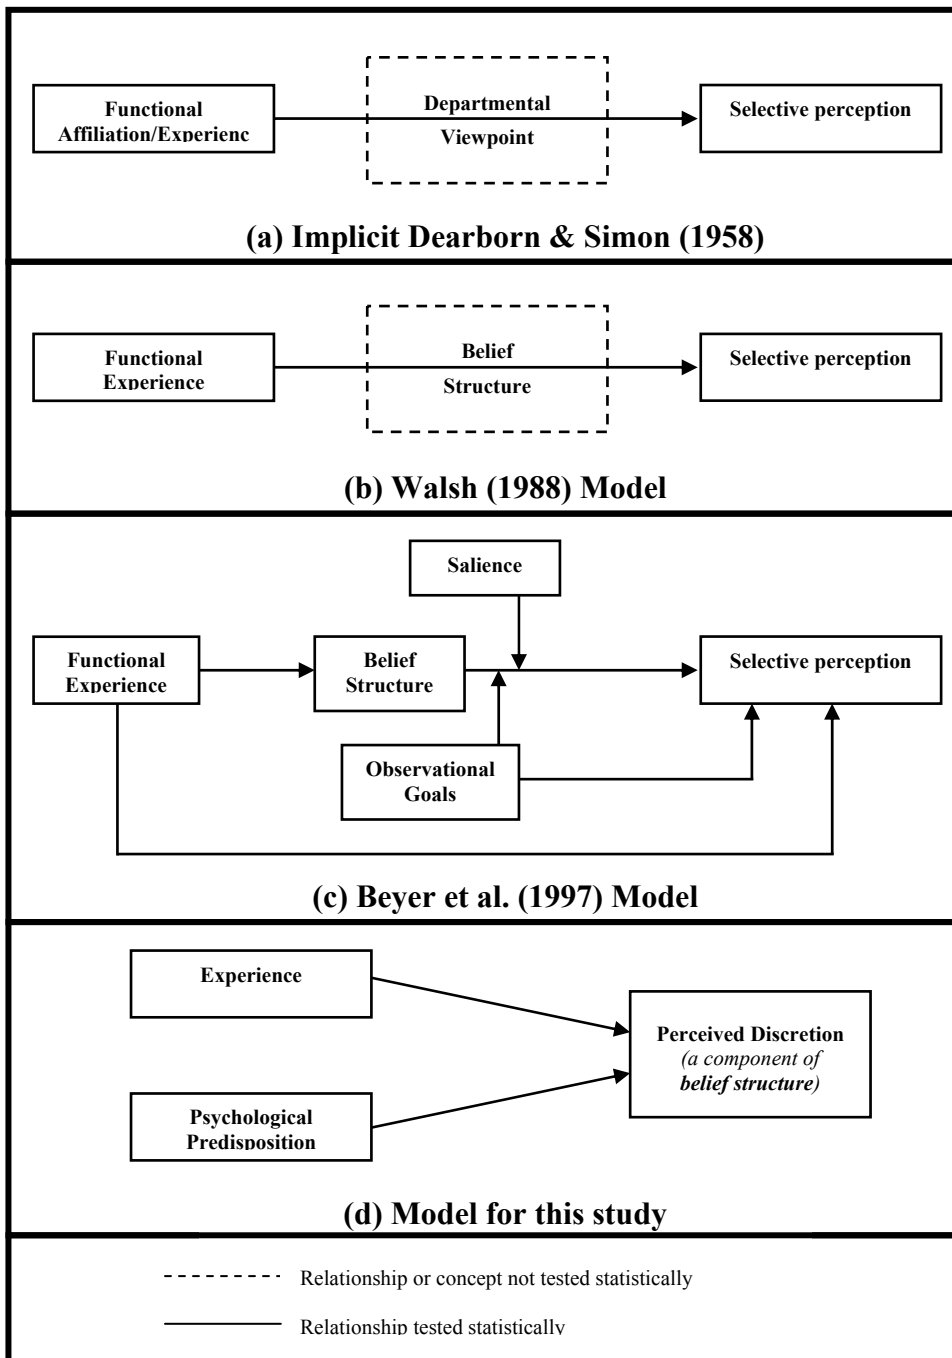 Functional
Affiliation/Experienc
Departmental
Viewpoint
Selective perception
(a) Implicit Dearborn & Simon (1958)
Functional
Experience
Belief
Structure
Selective perception
(b) Walsh (1988) Model
Salience
Functional
Experience
Belief
Structure
Selective perception
Observational
Goals
(c) Beyer et al. (1997) Model
Experience
Perceived Discretion
(a component of
belief structure)
Psychological
Predisposition
(d) Model for this study
Relationship or concept not tested statistically
Relationship tested statistically